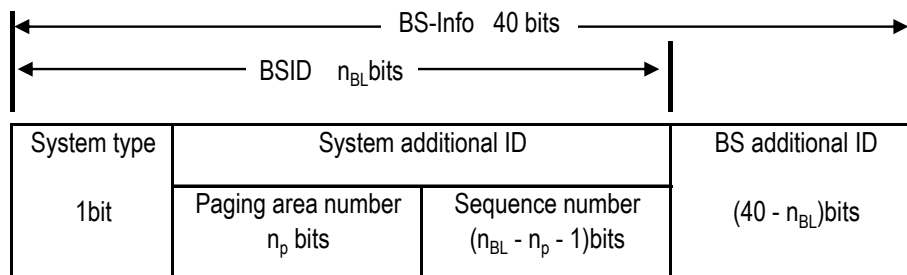 BS-Info 40 bits
BSID n_BL bits
System type
System additional ID
BS additional ID
1bit
Paging area number
n_p bits
Sequence number
(n_BL - n_p - 1)bits
(40 - n_BL)bits